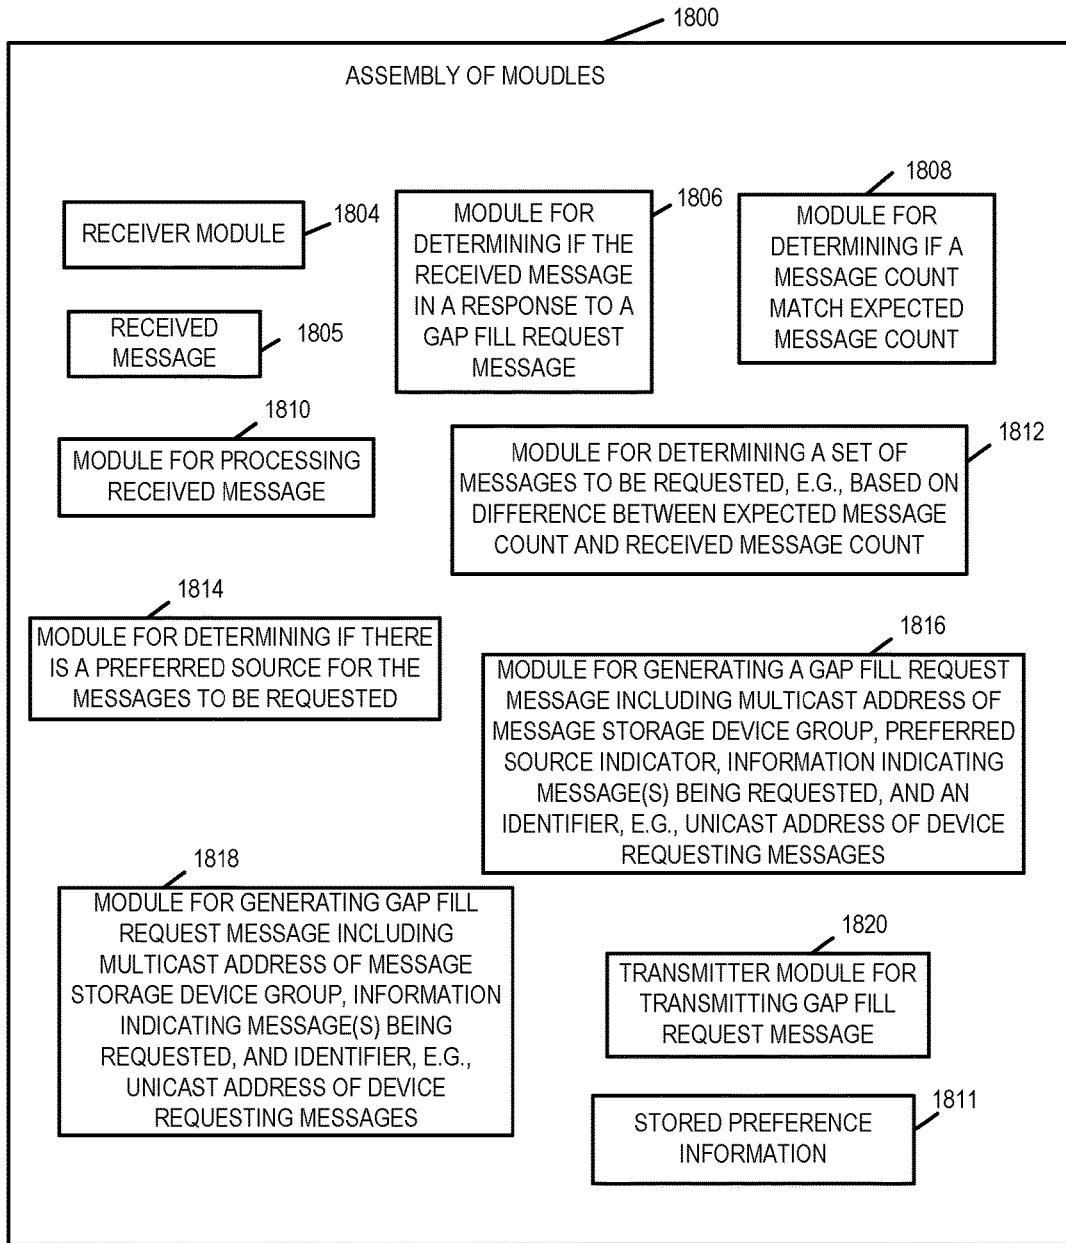 1800
ASSEMBLY OF MOUDLES
RECEIVER MODULE
1804
MODULE FOR
DETERMINING IF THE
RECEIVED MESSAGE
IN A RESPONSE TO A
GAP FILL REQUEST
MESSAGE
1806
1808
MODULE FOR
DETERMINING IF A
MESSAGE COUNT
MATCH EXPECTED
MESSAGE COUNT
RECEIVED
MESSAGE
1805
1810
MODULE FOR PROCESSING
RECEIVED MESSAGE
1812
MODULE FOR DETERMINING A SET OF
MESSAGES TO BE REQUESTED, E.G., BASED ON
DIFFERENCE BETWEEN EXPECTED MESSAGE
COUNT AND RECEIVED MESSAGE COUNT
1814
MODULE FOR DETERMINING IF THERE
IS A PREFERRED SOURCE FOR THE
MESSAGES TO BE REQUESTED
1816
MODULE FOR GENERATING A GAP FILL REQUEST
MESSAGE INCLUDING MULTICAST ADDRESS OF
MESSAGE STORAGE DEVICE GROUP, PREFERRED
SOURCE INDICATOR, INFORMATION INDICATING
MESSAGE(S) BEING REQUESTED, AND AN
IDENTIFIER, E.G., UNICAST ADDRESS OF DEVICE
REQUESTING MESSAGES
1818
MODULE FOR GENERATING GAP FILL
REQUEST MESSAGE INCLUDING
MULTICAST ADDRESS OF MESSAGE
STORAGE DEVICE GROUP, INFORMATION
INDICATING MESSAGE(S) BEING
REQUESTED, AND IDENTIFIER, E.G.,
UNICAST ADDRESS OF DEVICE
REQUESTING MESSAGES
1820
TRANSMITTER MODULE FOR
TRANSMITTING GAP FILL
REQUEST MESSAGE
1811
STORED PREFERENCE
INFORMATION